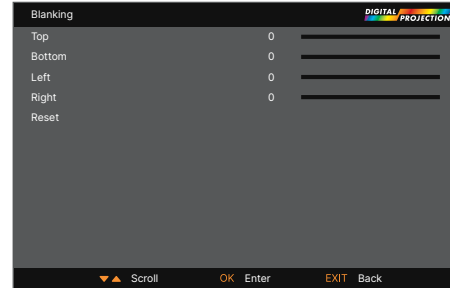 Blanking
DIGITAL
PROJECTION
Top 0
Bottom 0
Left 0
Right 0
Reset
Scroll OK Enter EXIT Back